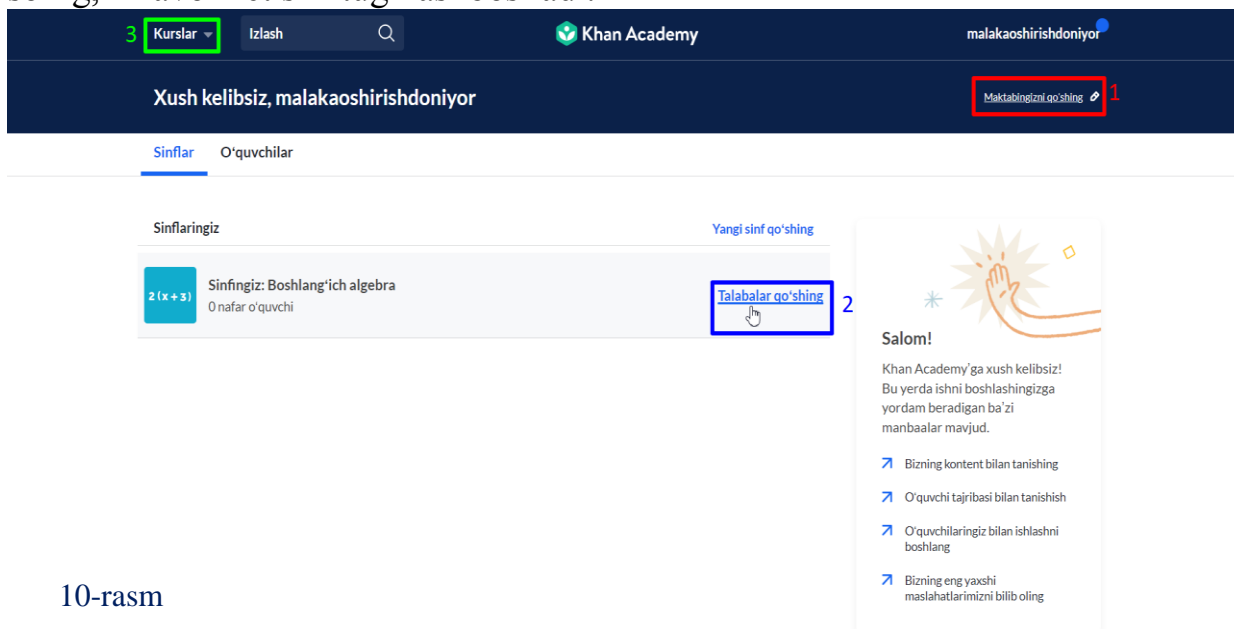 3 Kurslar Izlash Khan Academy malakaoshirishdoniyor
Xush kelibsiz, malakaoshirishdoniyor
Maktabingizni qo'shing 1
Sinflar O'quvchilar
Sinflaringiz Yangi sinf qo'shing
2(x+3)
Sinfingiz: Boshlang'ich algebra
0 nafar o'quvchi
Talabalar qo'shing 2
Salom!
Khan Academy'ga xush kelibsiz!
Bu yerda ishni boshlashingizga
yordam beradigan ba'zi
manbaalar mavjud.
Bizning kontent bilan tanishing
O'quvchi tajribasi bilan tanishish
O'quvchilaringiz bilan ishlashni
boshlang
Bizning eng yaxshi
maslahatlarimizni bilib oling
10-rasm